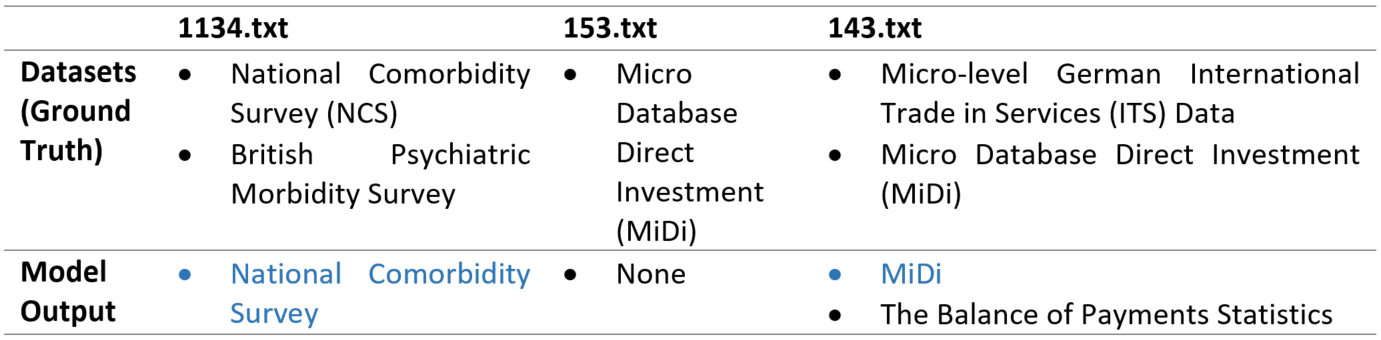 1134.txt 153.txt 143.txt
Datasets (Ground Truth)
• National Comorbidity
Survey (NCS)
• British Psychiatric
Morbidity Survey
• Micro
Database
Direct
Investment
(MiDi)
• Micro-level German International
Trade in Services (ITS) Data
• Micro Database Direct Investment
(MiDi)
Model
Output
• National Comorbidity
Survey
• None
• MiDi
• The Balance of Payments Statistics